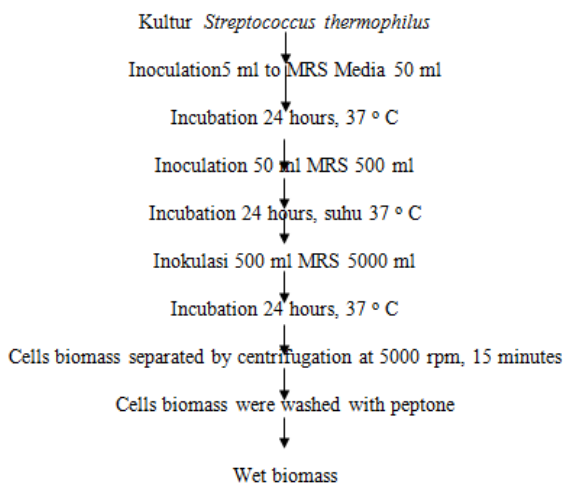 Kultur Streptococcus thermophilus
Inoculation5 ml to MRS Media 50 ml
Incubation 24 hours, 37 ° C
Inoculation 50 ml MRS 500 ml
Incubation 24 hours, suhu 37 ° C
Inokulasi 500 ml MRS 5000 ml
Incubation 24 hours, 37 ° C
Cells biomass separated by centrifugation at 5000 rpm, 15 minutes
Cells biomass were washed with peptone
Wet biomass